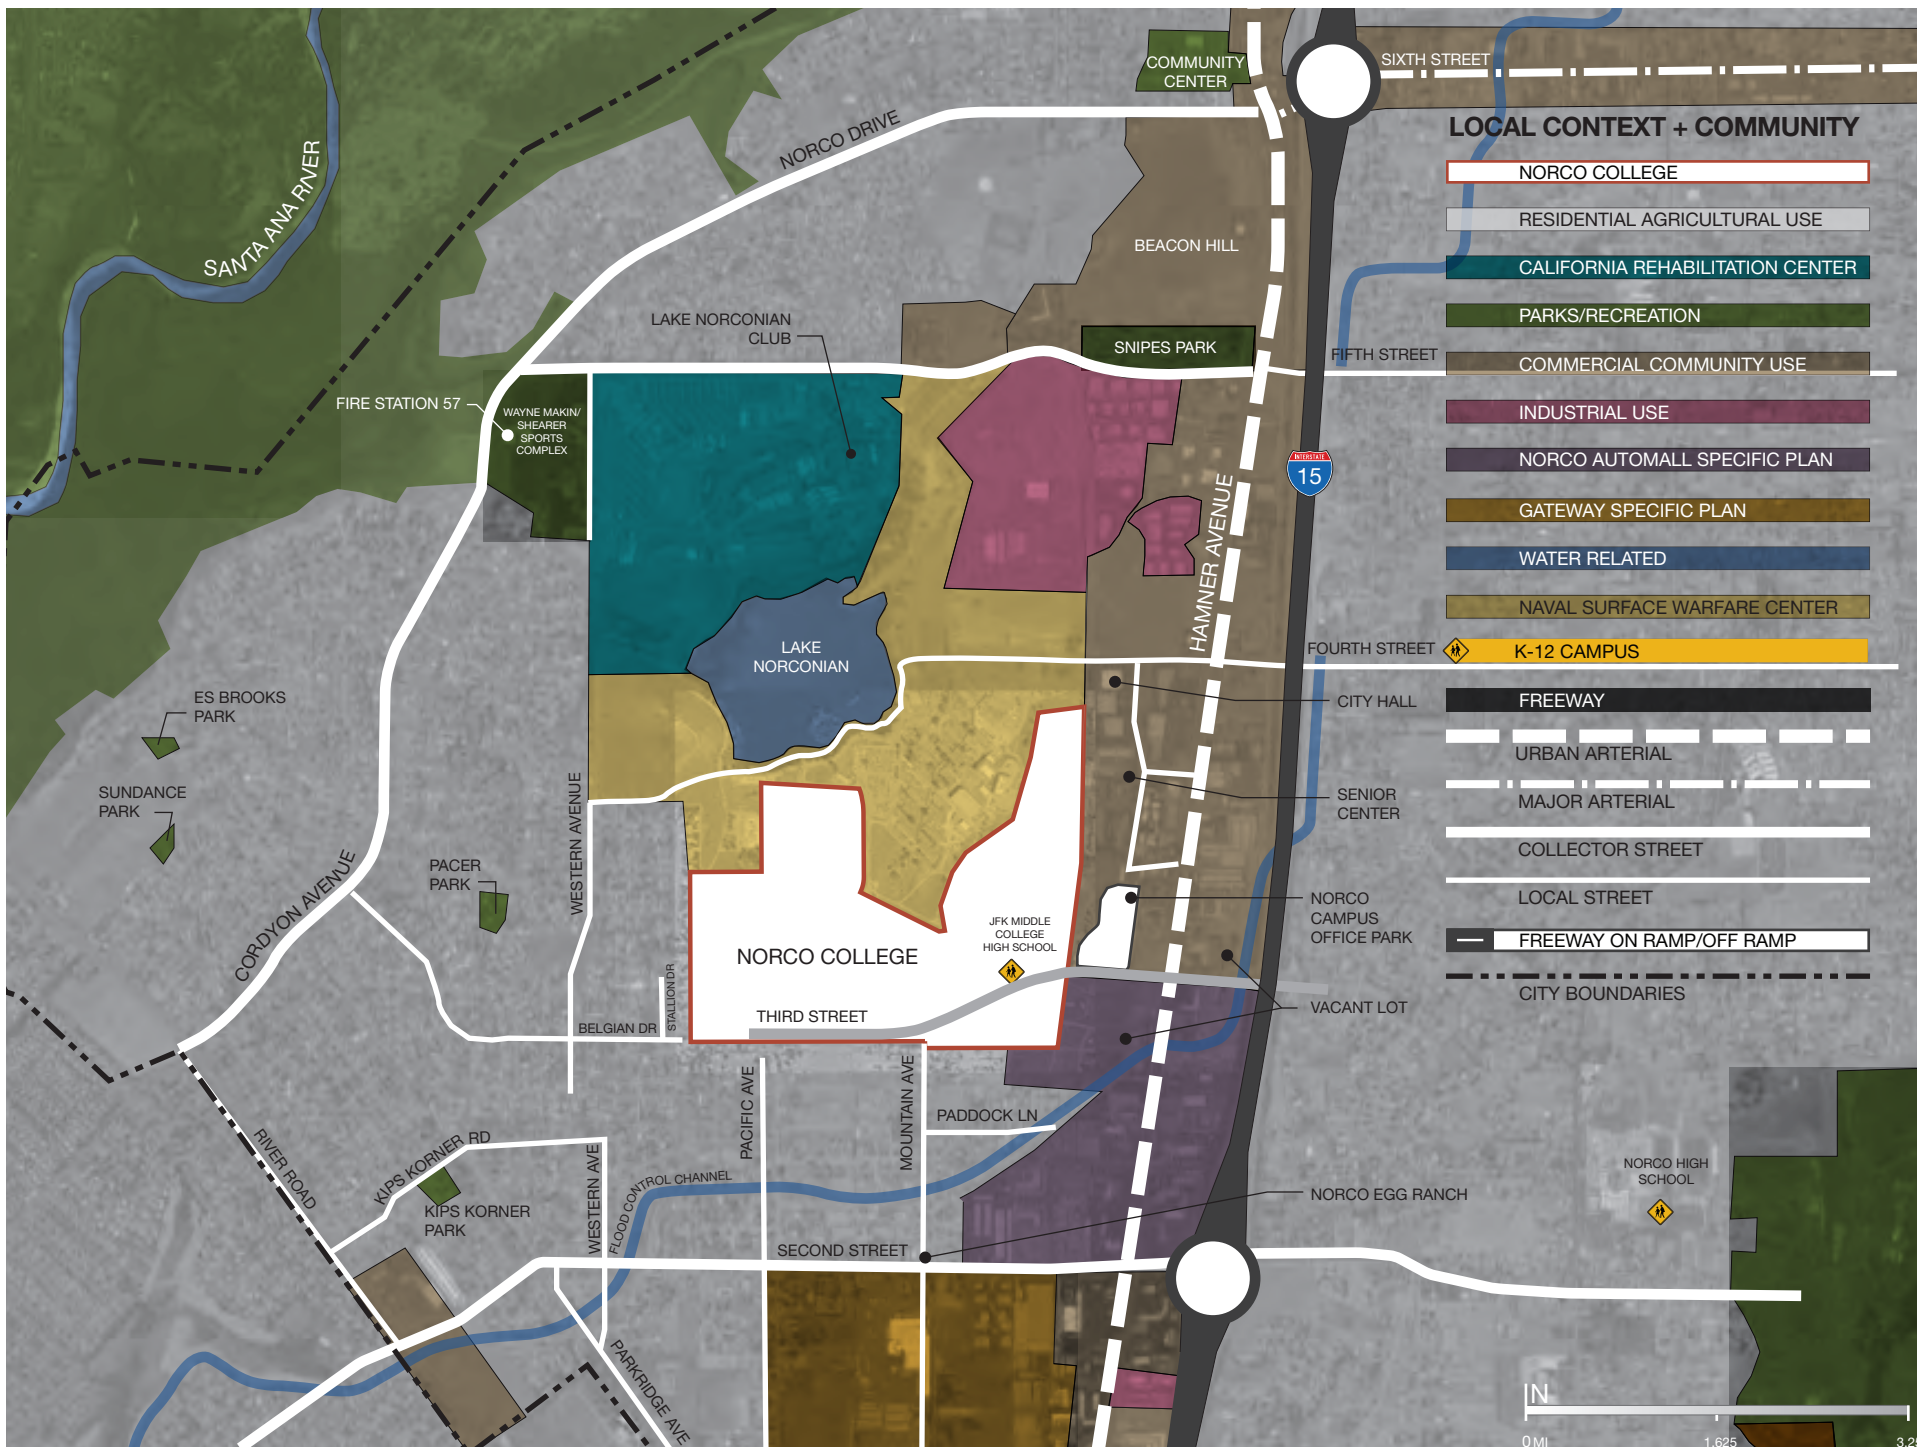 COMMUNITY
CENTER
SIXTH STREET
LOCAL CONTEXT + COMMUNITY
NORCO COLLEGE
RESIDENTIAL AGRICULTURAL USE
CALIFORNIA REHABILITATION CENTER
PARKS/RECREATION
COMMERCIAL COMMUNITY USE
INDUSTRIAL USE
NORCO AUTOMALL SPECIFIC PLAN
GATEWAY SPECIFIC PLAN
WATER RELATED
NAVAL SURFACE WARFARE CENTER
K-12 CAMPUS
FREEWAY
URBAN ARTERIAL
MAJOR ARTERIAL
COLLECTOR STREET
LOCAL STREET
FREEWAY ON RAMP/OFF RAMP
CITY BOUNDARIES
NORCO DRIVE
SANTA ANA RNER
BEACON HILL
LAKE NORCONIAN
CLUB
SNIPES PARK
FIFTH STREET
FIRE STATION 57
WAYNE MAKIN/
SHEARER
SPORTS
COMPLEX
INTERSTATE
15
HAMNER AVENUE
LAKE
NORCONIAN
FOURTH STREET
CITY HALL
ES BROOKS
PARK
SUNDANCE
PARK
SENIOR
CENTER
WESTERN AVENUE
CORDYON AVENUE
PACER
PARK
NORCO
CAMPUS
OFFICE PARK
JFK MIDDLE
COLLEGE
HIGH SCHOOL
NORCO COLLEGE
STALLION DR
THIRD STREET
BELGIAN DR
VACANT LOT
PACIFIC AVE
MOUNTAIN AVE
PADDOCK LN
RIVER ROAD
KIPS KORNER RD
WESTERN AVE
FLOOD CONTROL CHANNEL
KIPS KORNER
PARK
NORCO EGG RANCH
NORCO HIGH
SCHOOL
SECOND STREET
PARKRIDGE AVE
N
0 MI
1.625
3.25